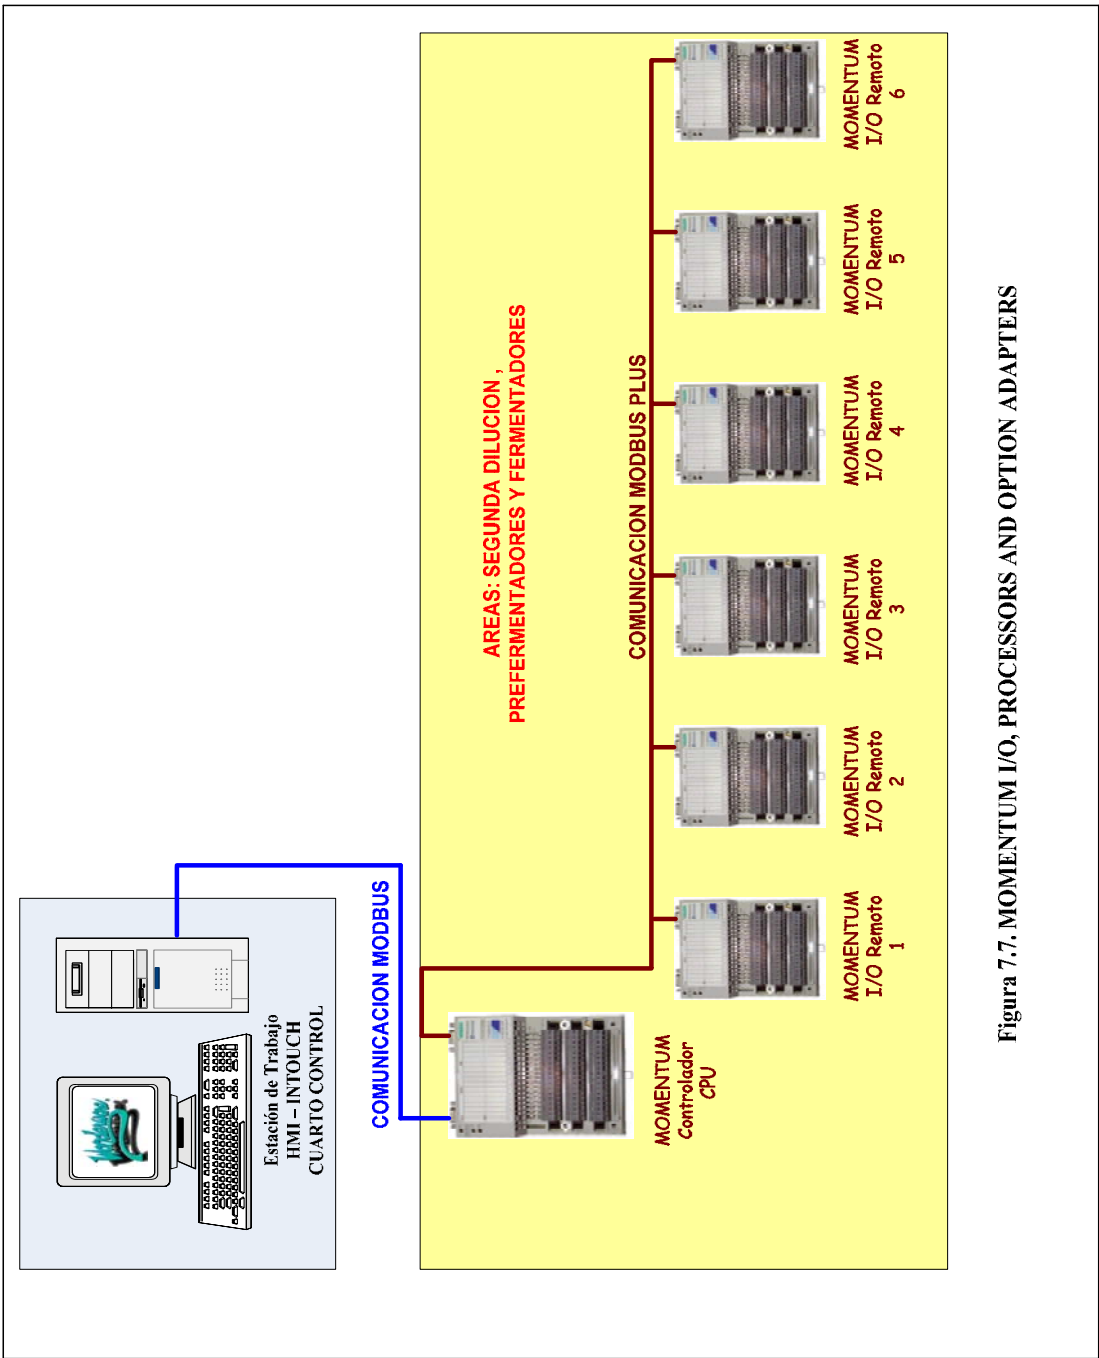 Estación de Trabajo
HMI – INTOUCH
CUARTO CONTROL
COMUNICACION MODBUS
AREAS: SEGUNDA DILUCION ,
PREFERMENTADORES Y FERMENTADORES
COMUNICACION MODBUS PLUS
MOMENTUM
Controlador
CPU
MOMENTUM
I/O Remoto
1
MOMENTUM
I/O Remoto
2
MOMENTUM
I/O Remoto
3
MOMENTUM
I/O Remoto
4
MOMENTUM
I/O Remoto
5
MOMENTUM
I/O Remoto
6
Figura 7.7. MOMENTUM I/O, PROCESSORS AND OPTION ADAPTERS